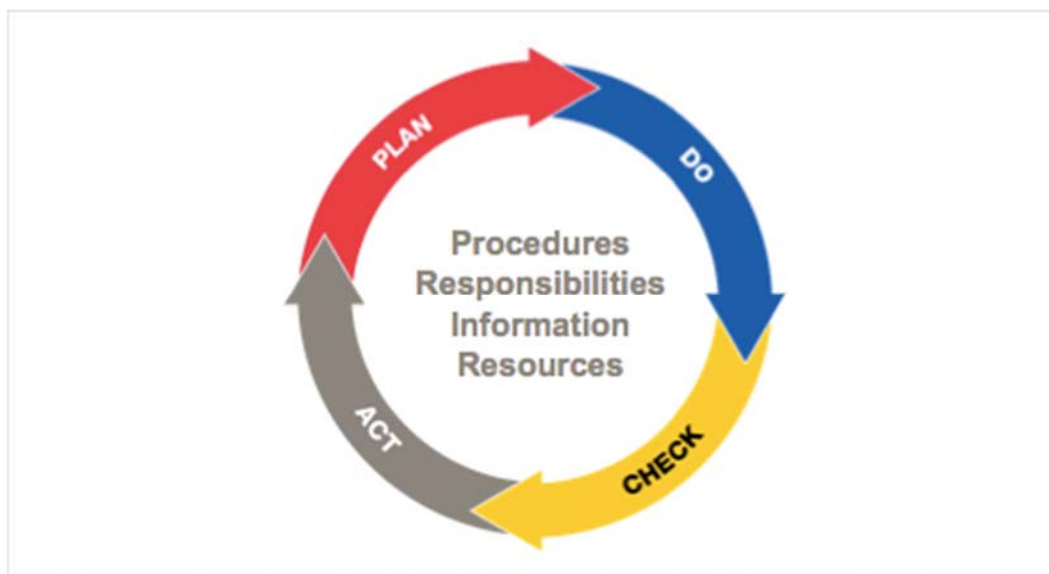 PLAN
DO
Procedures
Responsibilities
Information
Resources
ACT
CHECK